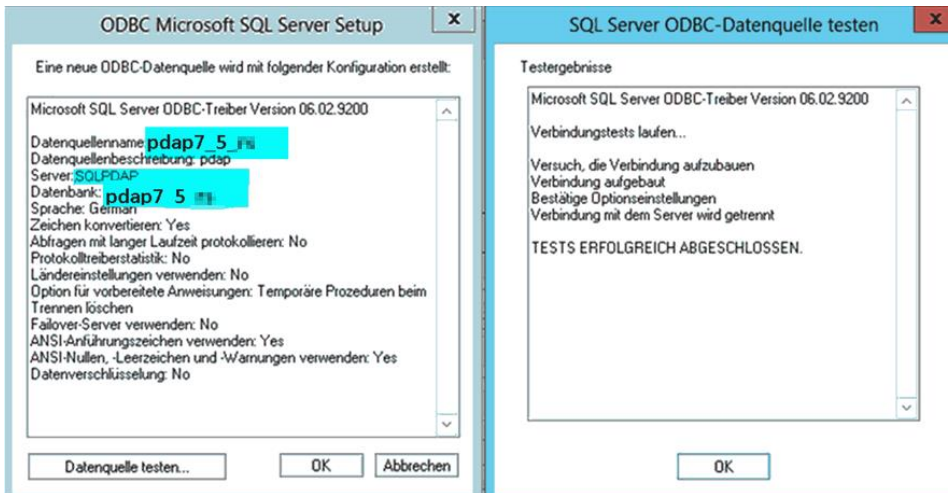 ODBC Microsoft SQL Server Setup
x
Eine neue ODBC-Datenquelle wird mit folgender Konfiguration erstellt:
Microsoft SQL Server ODBC-Treiber Version 06.02.9200
Datenquellenname: pdap7_5_
Datenquellenbeschreibung: pdap
Server: SQLPDAP
Datenbank: pdap7_5
Sprache: German
Zeichen konvertieren: Yes
Abfragen mit langer Laufzeit protokollieren: No
Protokolltreiberstatistik: No
Ländereinstellungen verwenden: No
Option für vorbereitete Anweisungen: Temporäre Prozeduren beim
Trennen löschen
Failover-Server verwenden: No
ANSI-Anführungszeichen verwenden: Yes
ANSI-Nullen, -Leerzeichen und -Warnungen verwenden: Yes
Datenverschlüsselung: No
Datenquelle testen...
OK
Abbrechen
SQL Server ODBC-Datenquelle testen
x
Testergebnisse
Microsoft SQL Server ODBC-Treiber Version 06.02.9200
Verbindungstests laufen...
Versuch, die Verbindung aufzubauen
Verbindung aufgebaut
Bestätige Optionseinstellungen
Verbindung mit dem Server wird getrennt
TESTS ERFOLGREICH ABGESCHLOSSEN.
OK